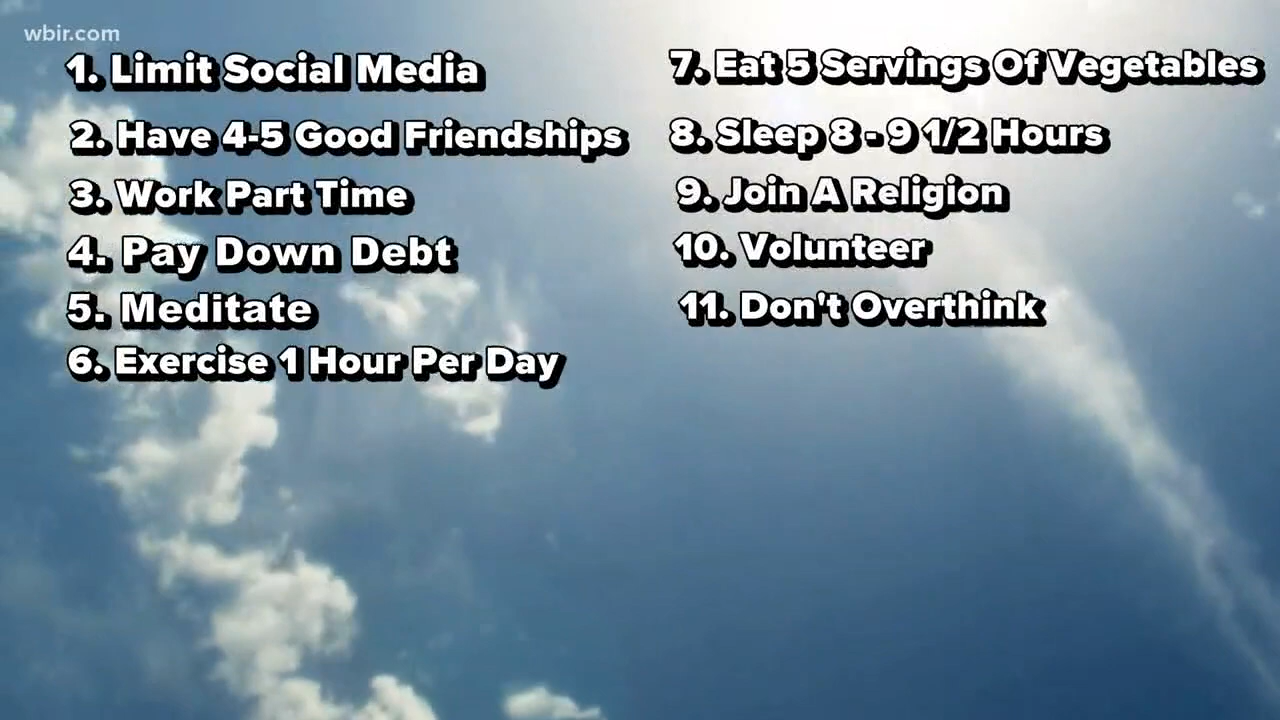 wbir.com
1. Limit Social Media
2. Have 4-5 Good Friendships
3. Work Part Time
4. Pay Down Debt
5. Meditate
6. Exercise 1 Hour Per Day
7. Eat 5 Servings Of Vegetables
8. Sleep 8 - 9 1/2 Hours
9. Join A Religion
10. Volunteer
11. Don't Overthink